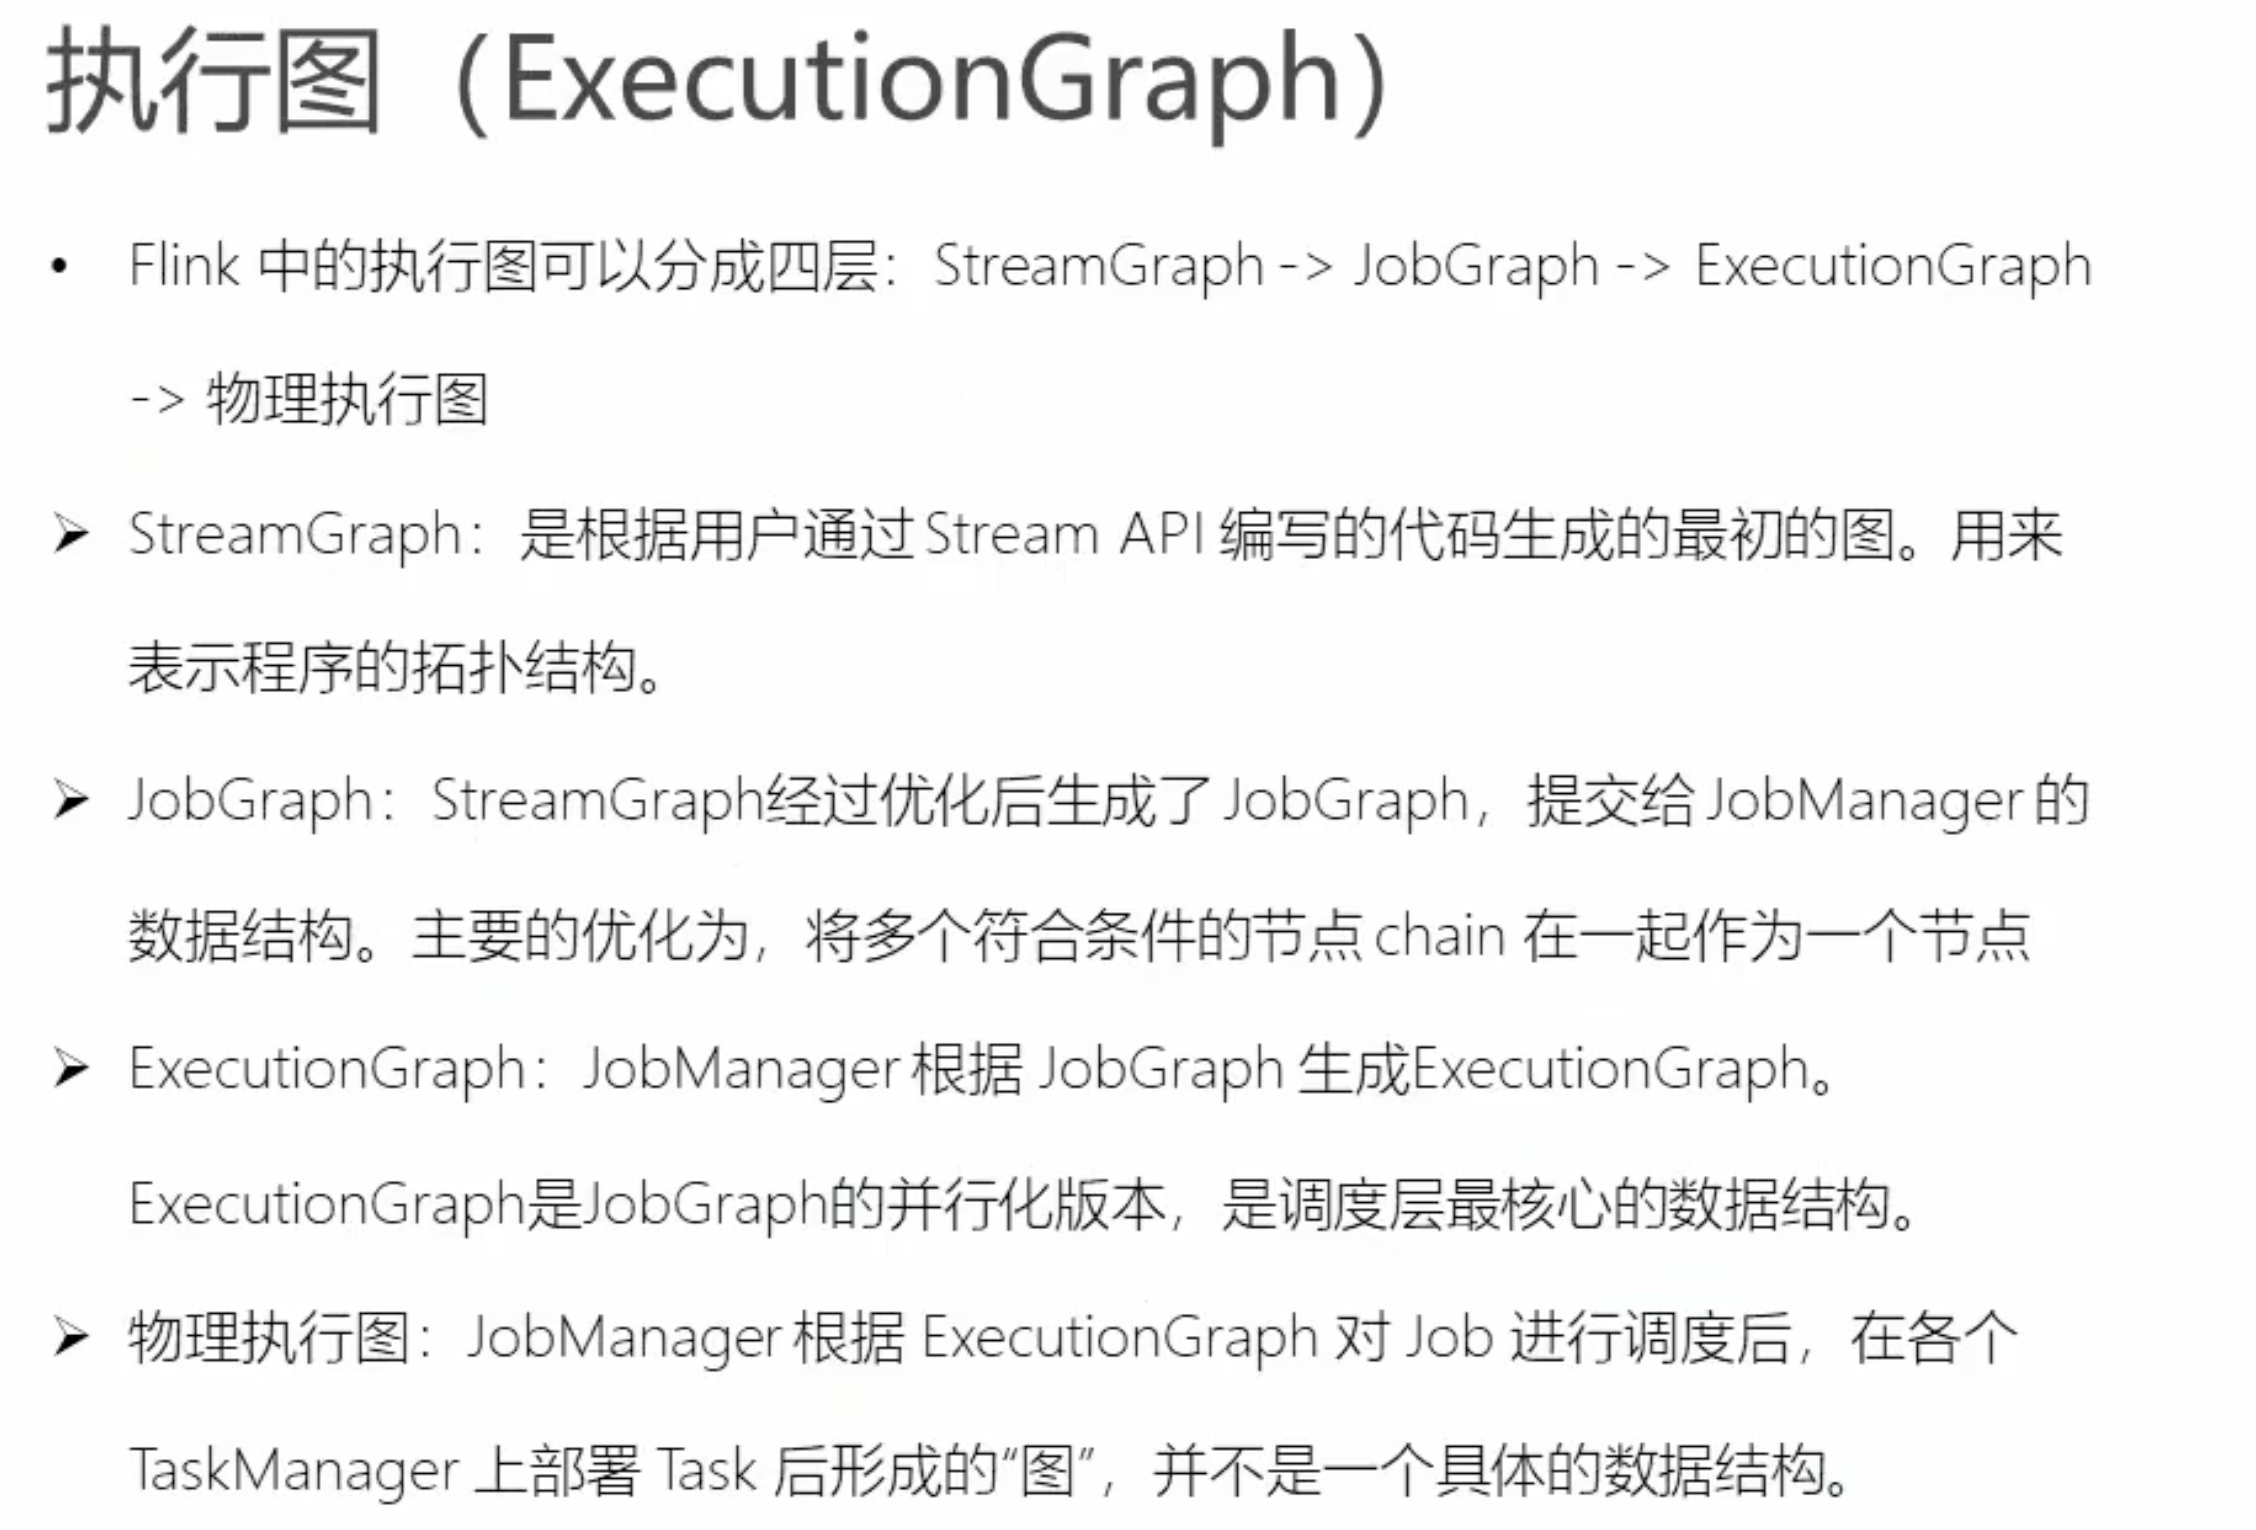 执行图（ExecutionGraph）
• Flink 中的执行图可以分成四层：StreamGraph -> JobGraph -> ExecutionGraph
-> 物理执行图
➢ StreamGraph：是根据用户通过 Stream API 编写的代码生成的最初的图。用来
表示程序的拓扑结构。
➢ JobGraph：StreamGraph经过优化后生成了 JobGraph，提交给 JobManager 的
数据结构。主要的优化为，将多个符合条件的节点 chain 在一起作为一个节点
➢ ExecutionGraph：JobManager 根据 JobGraph 生成ExecutionGraph。
ExecutionGraph是JobGraph的并行化版本，是调度层最核心的数据结构。
➢ 物理执行图：JobManager 根据 ExecutionGraph 对 Job 进行调度后，在各个
TaskManager 上部署 Task 后形成的“图”，并不是一个具体的数据结构。